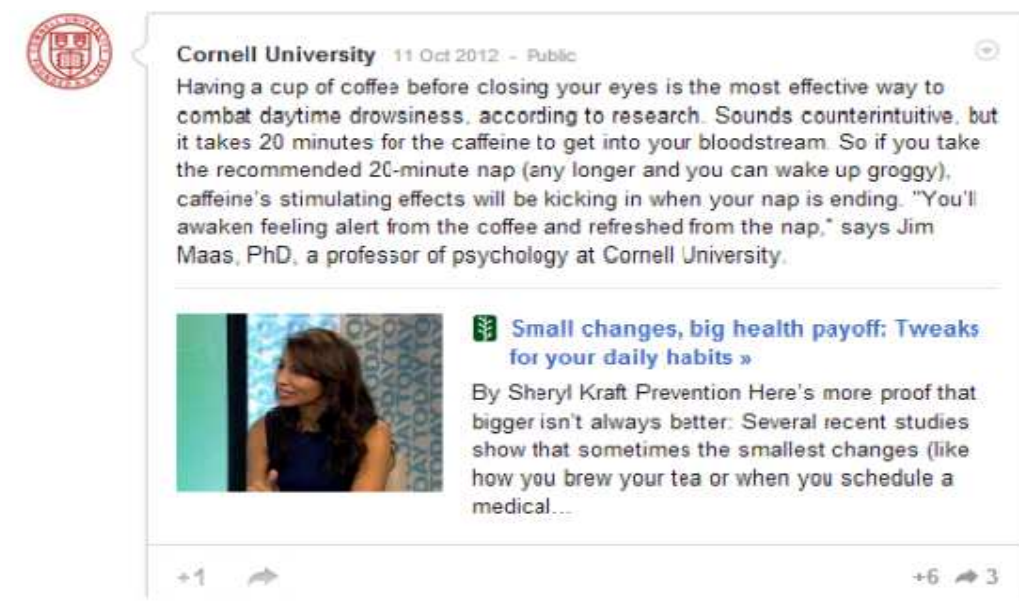 Cornell University 11 Oct 2012 - Public
Having a cup of coffee before closing your eyes is the most effective way to
combat daytime drowsiness, according to research. Sounds counterintuitive, but
it takes 20 minutes for the caffeine to get into your bloodstream. So if you take
the recommended 20-minute nap (any longer and you can wake up groggy),
caffeine's stimulating effects will be kicking in when your nap is ending. "You'll
awaken feeling alert from the coffee and refreshed from the nap," says Jim
Maas, PhD, a professor of psychology at Cornell University.
Small changes, big health payoff: Tweaks
for your daily habits »
By Sheryl Kraft Prevention Here's more proof that
bigger isn't always better: Several recent studies
show that sometimes the smallest changes (like
how you brew your tea or when you schedule a
medical...
+1
+6 3